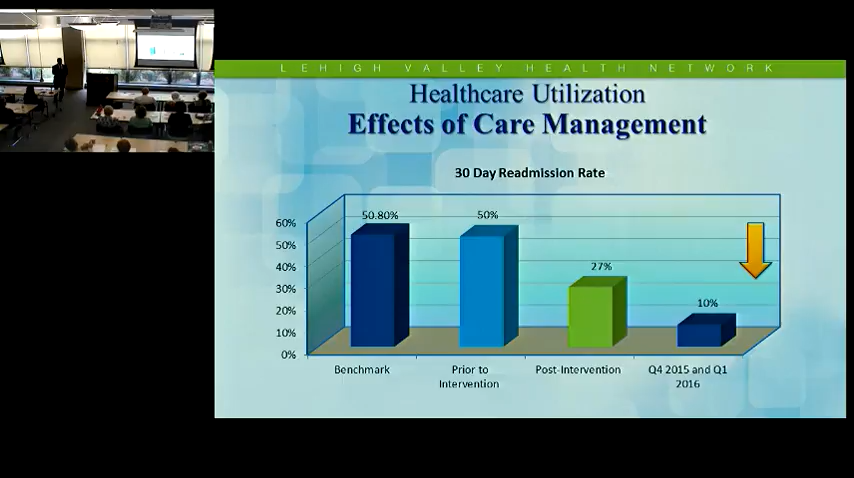 LEHIGH VALLEY HEALTH NETWORK
Healthcare Utilization
Effects of Care Management
30 Day Readmission Rate
60%
50%
40%
30%
20%
10%
0%
50.80%
50%
27%
10%
Benchmark
Prior to
Intervention
Post-Intervention
Q4 2015 and Q1
2016